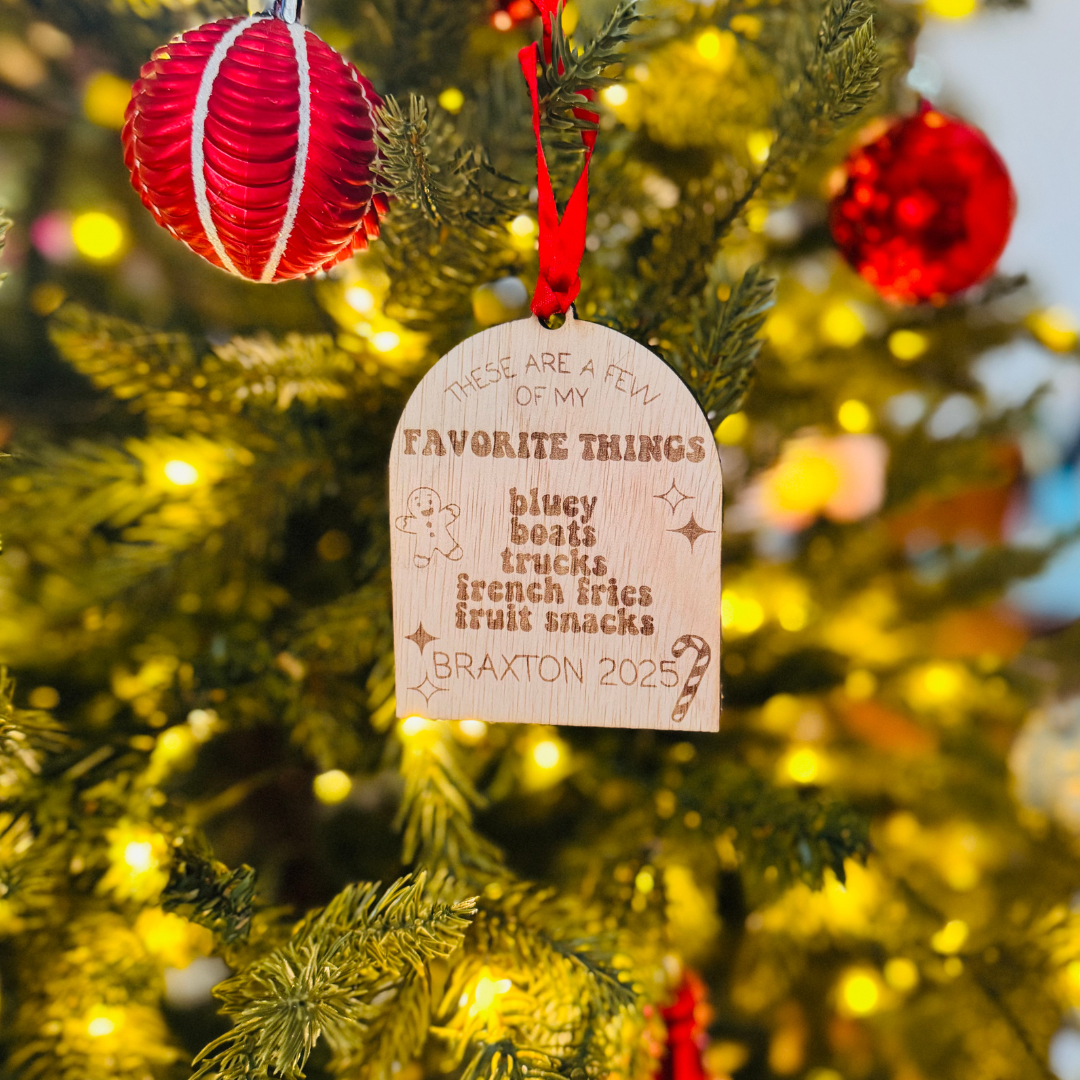 THESE ARE A FEW
OF MY
FAVORITE THINGS
bluey
boats
trucks
french fries
fruit snacks
BRAXTON 2025